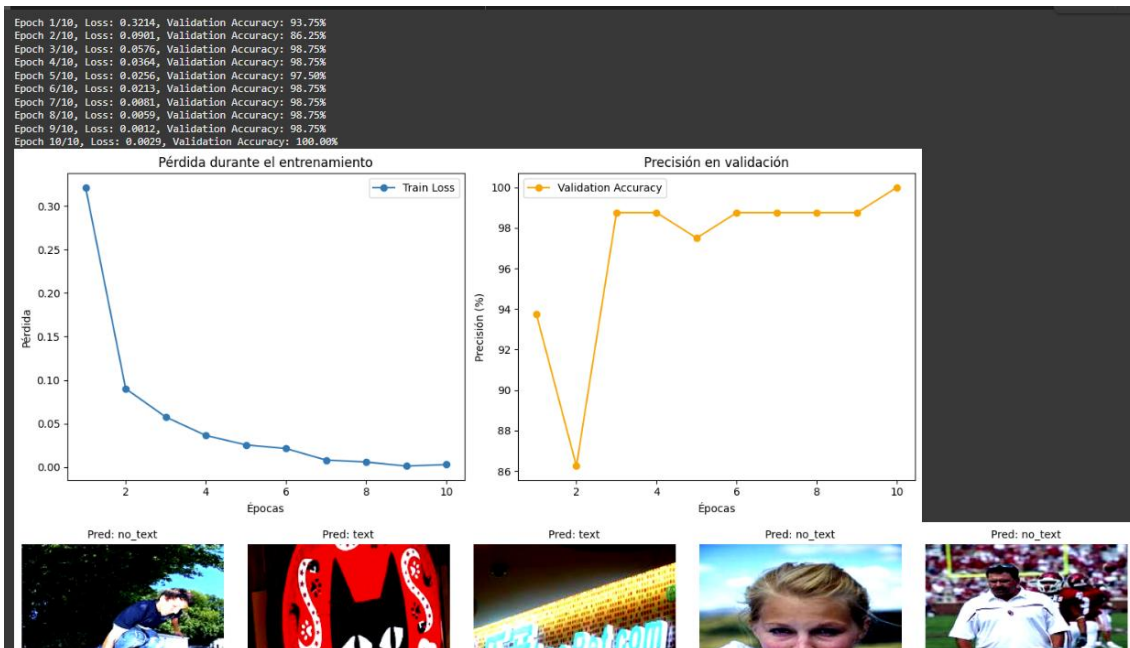 Epoch 1/10, Loss: 0.3214, Validation Accuracy: 93.75%
Epoch 2/10, Loss: 0.0901, Validation Accuracy: 86.25%
Epoch 3/10, Loss: 0.0576, Validation Accuracy: 98.75%
Epoch 4/10, Loss: 0.0364, Validation Accuracy: 98.75%
Epoch 5/10, Loss: 0.0256, Validation Accuracy: 97.50%
Epoch 6/10, Loss: 0.0213, Validation Accuracy: 98.75%
Epoch 7/10, Loss: 0.0081, Validation Accuracy: 98.75%
Epoch 8/10, Loss: 0.0059, Validation Accuracy: 98.75%
Epoch 9/10, Loss: 0.0012, Validation Accuracy: 98.75%
Epoch 10/10, Loss: 0.0029, Validation Accuracy: 100.00%
Pérdida durante el entrenamiento
Train Loss
0.30
0.25
0.20
0.15
0.10
0.05
0.00
Pérdida
2 4 6 8 10
Épocas
Precisión en validación
Validation Accuracy
100
98
96
94
92
90
88
86
Precisión (%)
2 4 6 8 10
Épocas
Pred: no_text
Pred: text
Pred: text
Pred: no_text
Pred: no_text